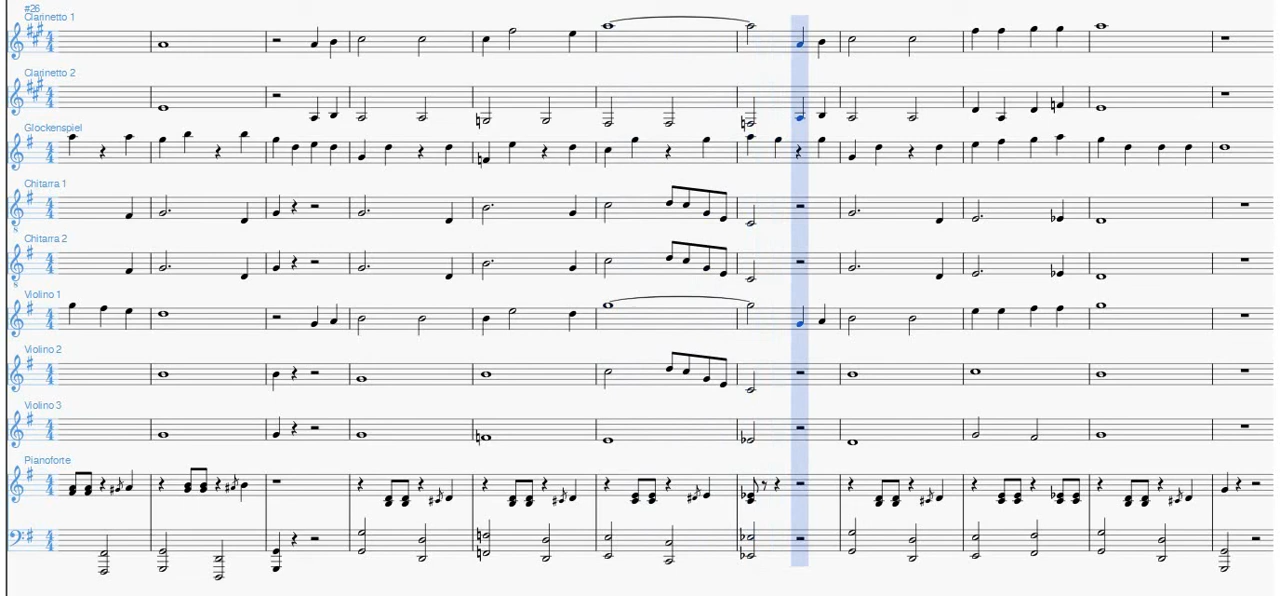 #26
Clarinetto 1
Clarinetto 2
Glockenspiel
Chitarra 1
Chitarra 2
Violino 1
Violino 2
Violino 3
Pianoforte